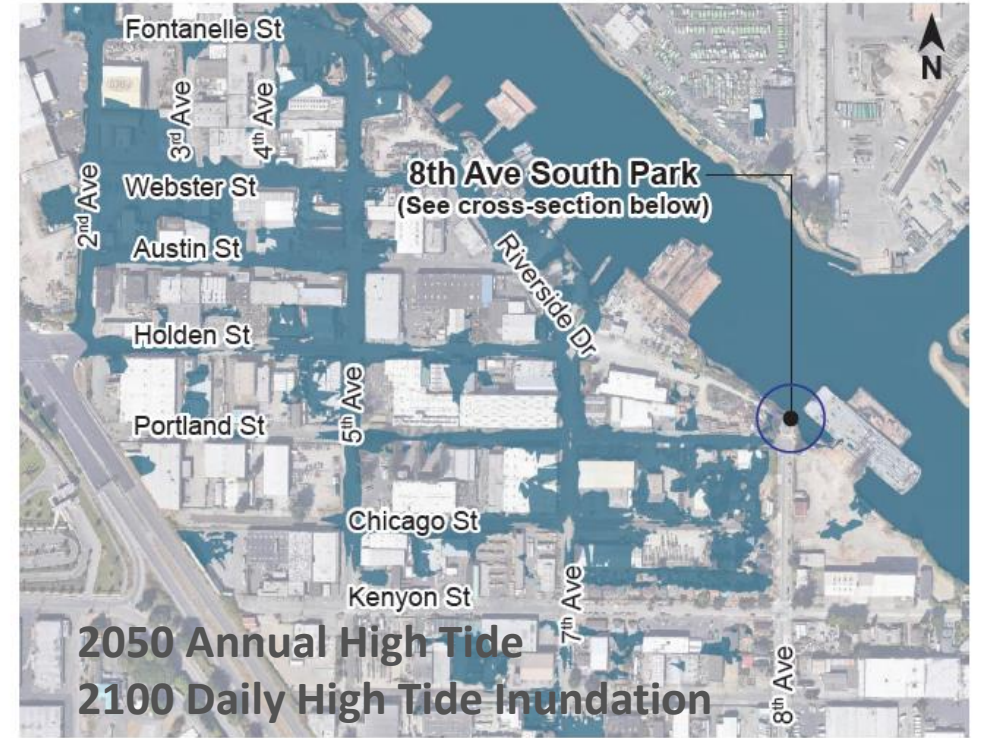 Fontanelle St
N
3rd Ave
4th Ave
8th Ave South Park
(See cross-section below)
Webster St
2nd Ave
Austin St
Riverside Dr
Holden St
5th Ave
Portland St
Chicago St
Kenyon St
7th Ave
2050 Annual High Tide
2100 Daily High Tide Inundation
8th Ave